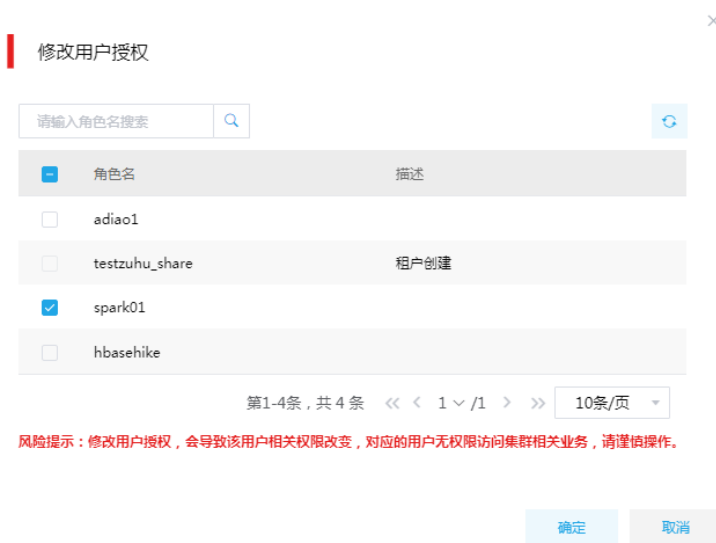 修改用户授权
请输入角色名搜索
角色名 描述
adiao1
testzuhu_share 租户创建
spark01
hbasehike
第1-4条，共 4 条 1 /1 10条/页
风险提示：修改用户授权，会导致该用户相关权限改变，对应的用户无权限访问集群相关业务，请谨慎操作。
确定 取消